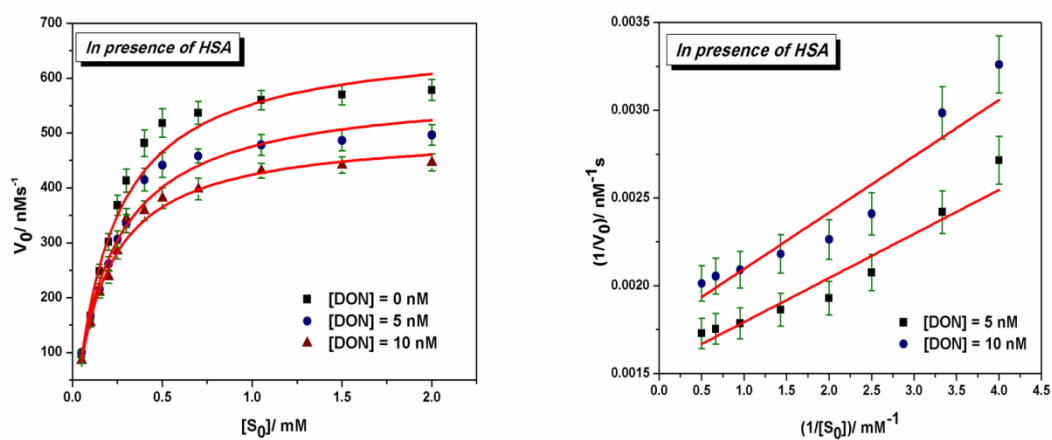 In presence of HSA
700
600
500
400
300
200
100
V₀/ nMs⁻¹
[DON] = 0 nM
[DON] = 5 nM
[DON] = 10 nM
0.0 0.5 1.0 1.5 2.0
[S₀]/ mM
In presence of HSA
0.0035
0.0030
0.0025
0.0020
0.0015
(1/V₀)/ nM⁻¹s
[DON] = 5 nM
[DON] = 10 nM
0.0 0.5 1.0 1.5 2.0 2.5 3.0 3.5 4.0 4.5
(1/[S₀])/ mM⁻¹